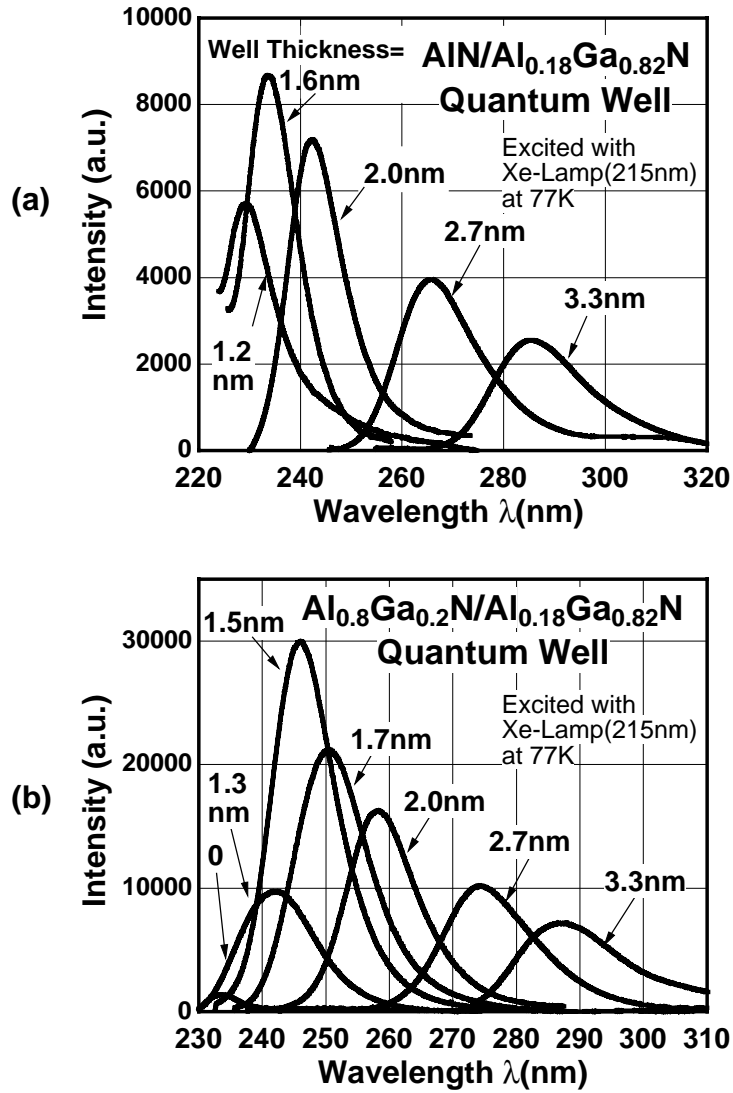 (a)
Intensity (a.u.)
10000
8000
6000
4000
2000
0
Well Thickness=
1.6nm
AlN/Al0.18Ga0.82N
Quantum Well
Excited with
Xe-Lamp(215nm)
at 77K
2.0nm
2.7nm
3.3nm
1.2
nm
220 240 260 280 300 320
Wavelength λ(nm)
(b)
Intensity (a.u.)
30000
20000
10000
0
Al0.8Ga0.2N/Al0.18Ga0.82N
Quantum Well
1.5nm
Excited with
Xe-Lamp(215nm)
at 77K
1.7nm
1.3
nm
0
2.0nm
2.7nm
3.3nm
230 240 250 260 270 280 290 300 310
Wavelength λ(nm)